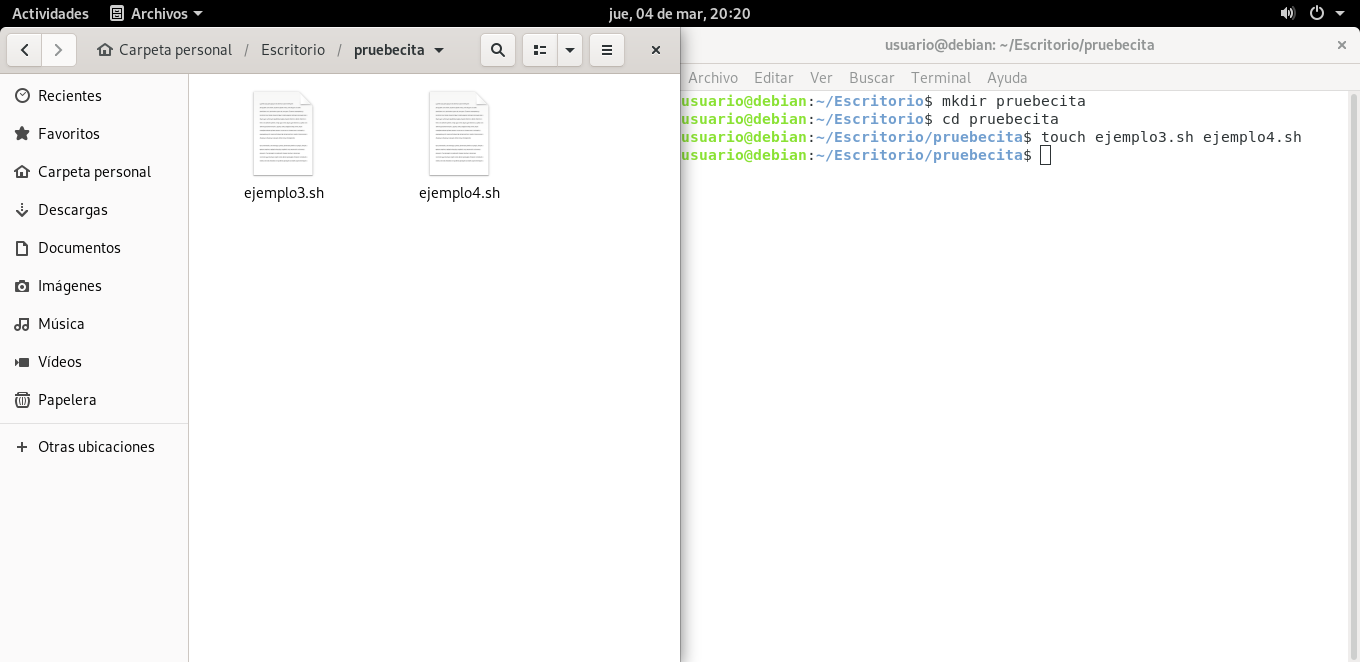 Actividades Archivos jue, 04 de mar, 20:20
Carpeta personal / Escritorio / pruebecita
Recientes
Favoritos
Carpeta personal
Descargas
Documentos
Imágenes
Música
Vídeos
Papelera
Otras ubicaciones
ejemplo3.sh ejemplo4.sh
usuario@debian: ~/Escritorio/pruebecita
Archivo Editar Ver Buscar Terminal Ayuda
usuario@debian:~/Escritorio$ mkdir pruebecita
usuario@debian:~/Escritorio$ cd pruebecita
usuario@debian:~/Escritorio/pruebecita$ touch ejemplo3.sh ejemplo4.sh
usuario@debian:~/Escritorio/pruebecita$